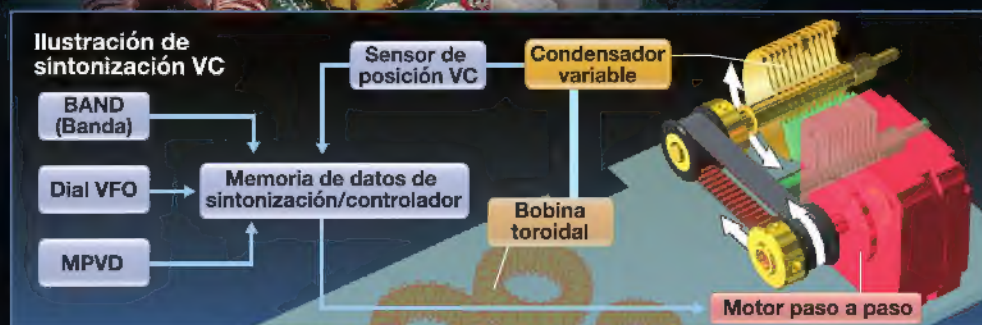 Ilustración de
sintonización VC
Sensor de
posición VC
Condensador
variable
BAND
(Banda)
Dial VFO
Memoria de datos de
sintonización/controlador
Bobina
toroidal
MPVD
Motor paso a paso